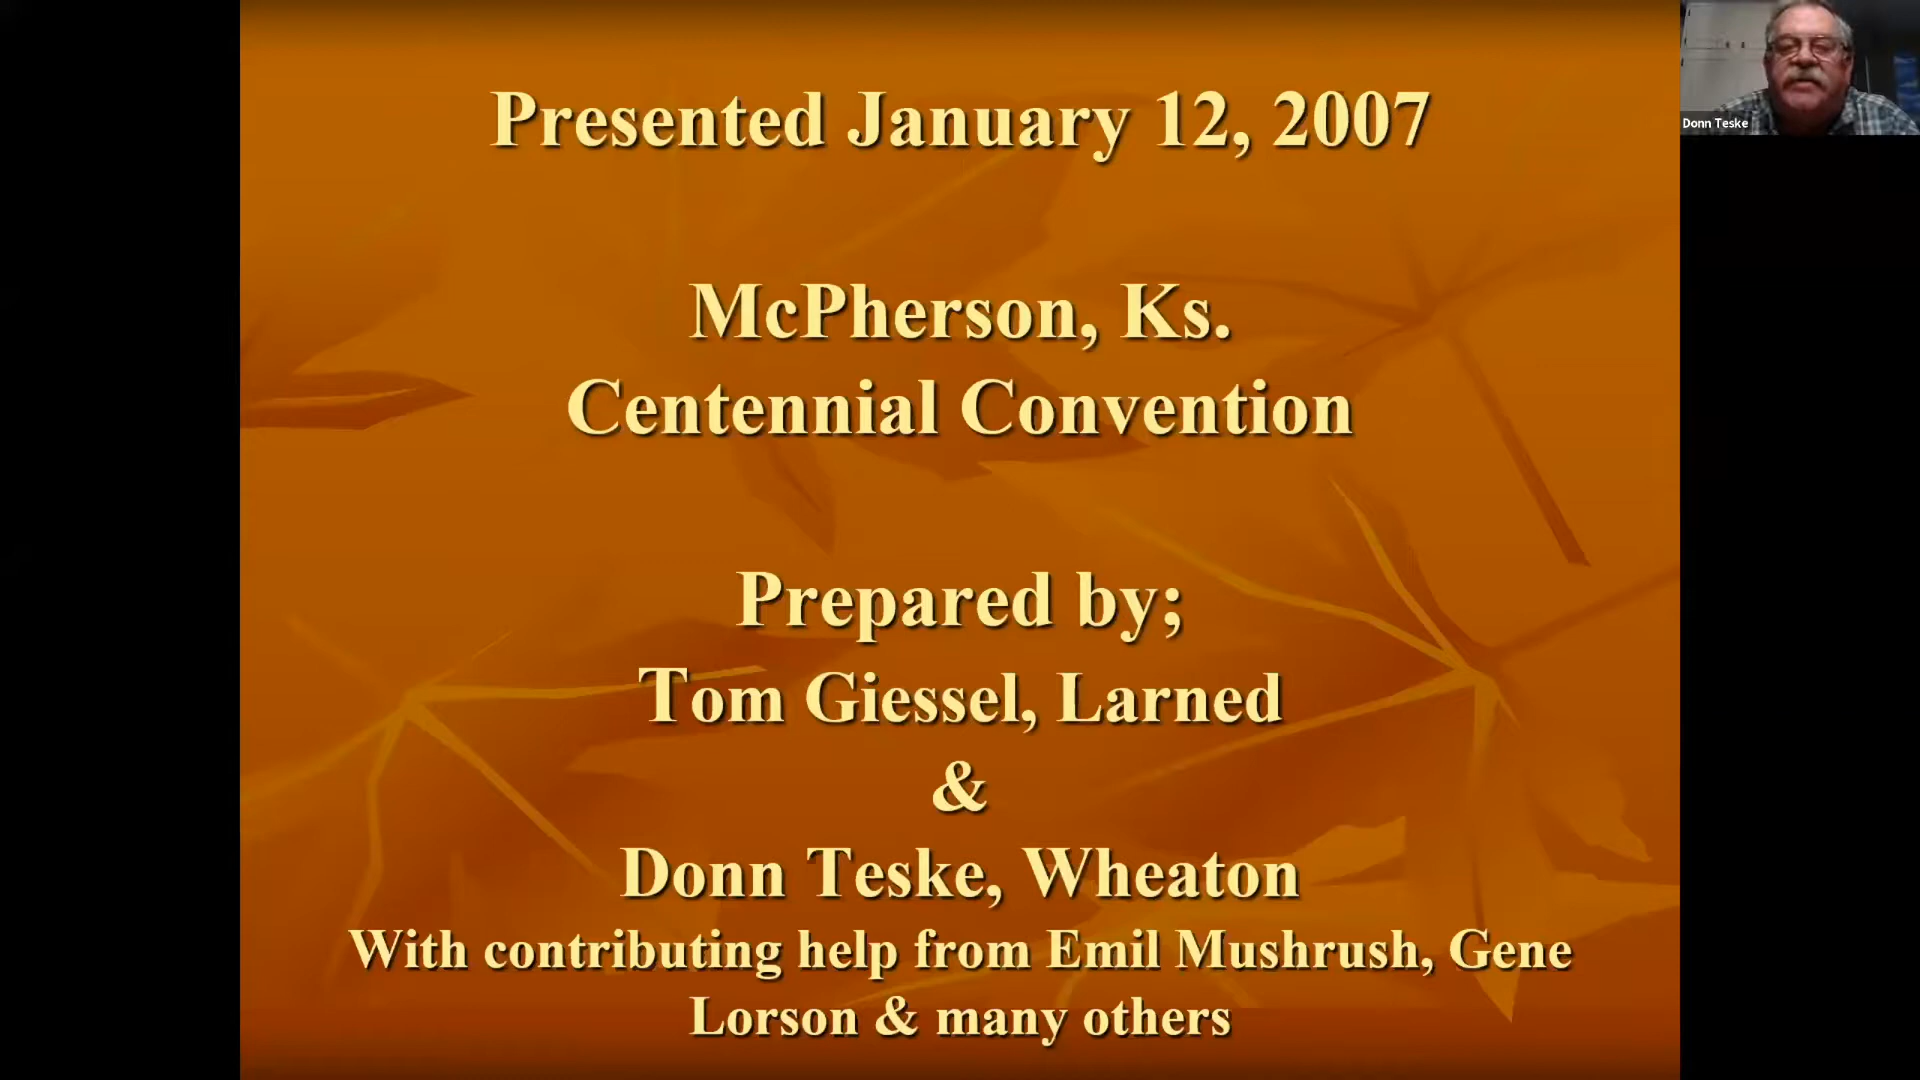 Presented January 12, 2007
McPherson, Ks.
Centennial Convention
Prepared by;
Tom Giessel, Larned
&
Donn Teske, Wheaton
With contributing help from Emil Mushrush, Gene
Lorson & many others
Donn Teske